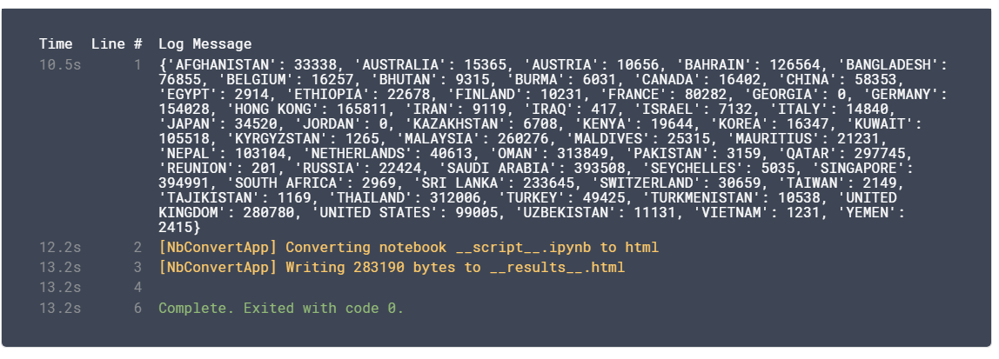 Time Line # Log Message
10.5s 1 {'AFGHANISTAN': 33338, 'AUSTRALIA': 15365, 'AUSTRIA': 10656, 'BAHRAIN': 126564, 'BANGLADESH':
76855, 'BELGIUM': 16257, 'BHUTAN': 9315, 'BURMA': 6031, 'CANADA': 16402, 'CHINA': 58353,
'EGYPT': 2914, 'ETHIOPIA': 22678, 'FINLAND': 10231, 'FRANCE': 80282, 'GEORGIA': 0, 'GERMANY':
154028, 'HONG KONG': 165811, 'IRAN': 9119, 'IRAQ': 417, 'ISRAEL': 7132, 'ITALY': 14840,
'JAPAN': 34520, 'JORDAN': 0, 'KAZAKHSTAN': 6708, 'KENYA': 19644, 'KOREA': 16347, 'KUWAIT':
105518, 'KYRGYZSTAN': 1265, 'MALAYSIA': 260276, 'MALDIVES': 25315, 'MAURITIUS': 21231,
'NEPAL': 103104, 'NETHERLANDS': 40613, 'OMAN': 313849, 'PAKISTAN': 3159, 'QATAR': 297745,
'REUNION': 201, 'RUSSIA': 22424, 'SAUDI ARABIA': 393508, 'SEYCHELLES': 5035, 'SINGAPORE':
394991, 'SOUTH AFRICA': 2969, 'SRI LANKA': 233645, 'SWITZERLAND': 30659, 'TAIWAN': 2149,
'TAJIKISTAN': 1169, 'THAILAND': 312006, 'TURKEY': 49425, 'TURKMENISTAN': 10538, 'UNITED
KINGDOM': 280780, 'UNITED STATES': 99005, 'UZBEKISTAN': 11131, 'VIETNAM': 1231, 'YEMEN':
2415}
12.2s 2 [NbConvertApp] Converting notebook __script__.ipynb to html
13.2s 3 [NbConvertApp] Writing 283190 bytes to __results__.html
13.2s 4
13.2s 6 Complete. Exited with code 0.